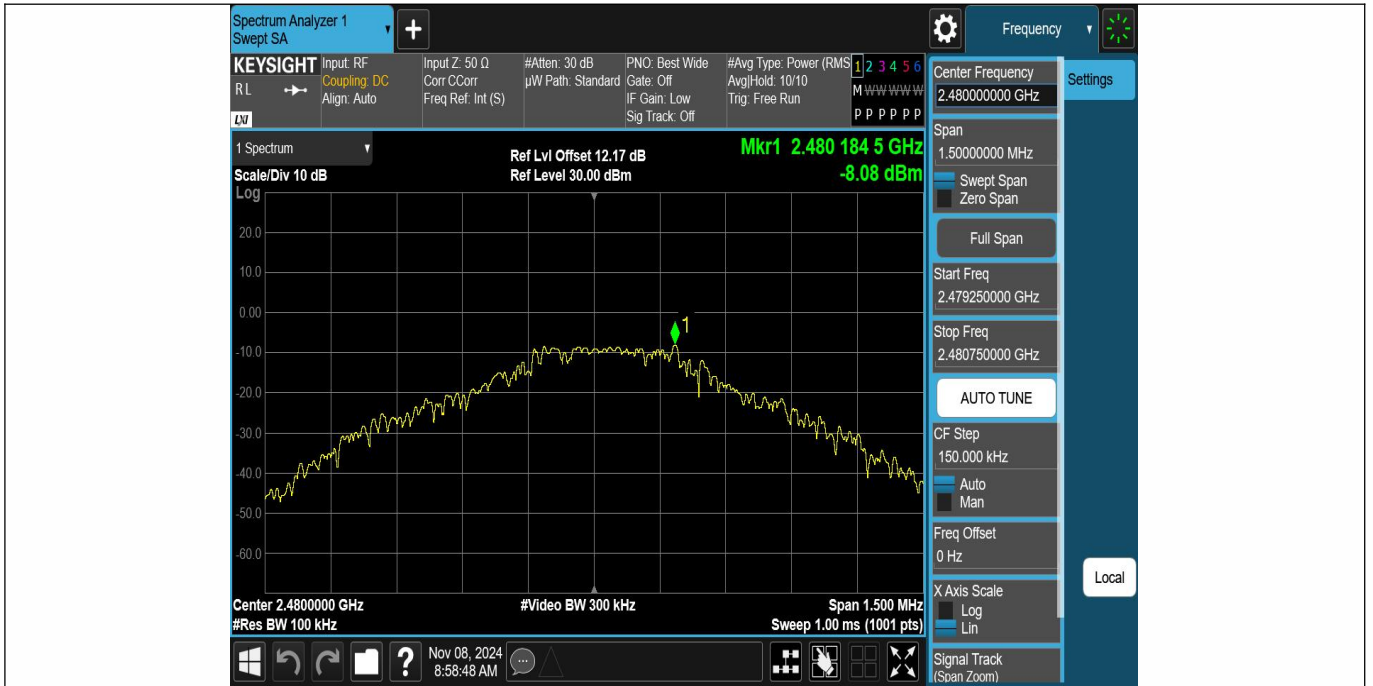 Spectrum Analyzer 1
Swept SA
+
Frequency
KEYSIGHT
R L
LXI
Input: RF
Coupling: DC
Align: Auto
Input Z: 50 Ω
Corr CCorr
Freq Ref: Int (S)
#Atten: 30 dB
µW Path: Standard
PNO: Best Wide
Gate: Off
IF Gain: Low
Sig Track: Off
#Avg Type: Power (RMS
Avg|Hold: 10/10
Trig: Free Run
1 2 3 4 5 6
M W W W W W
P P P P P P
1 Spectrum
Scale/Div 10 dB
Ref Lvl Offset 12.17 dB
Ref Level 30.00 dBm
Mkr1 2.480 184 5 GHz
-8.08 dBm
Log
20.0
10.0
0.00
-10.0
-20.0
-30.0
-40.0
-50.0
-60.0
1
Center 2.4800000 GHz
#Res BW 100 kHz
#Video BW 300 kHz
Span 1.500 MHz
Sweep 1.00 ms (1001 pts)
Center Frequency
2.480000000 GHz
Settings
Span
1.50000000 MHz
Swept Span
Zero Span
Full Span
Start Freq
2.479250000 GHz
Stop Freq
2.480750000 GHz
AUTO TUNE
CF Step
150.000 kHz
Auto
Man
Freq Offset
0 Hz
X Axis Scale
Log
Lin
Local
Signal Track
(Span Zoom)
?
Nov 08, 2024
8:58:48 AM